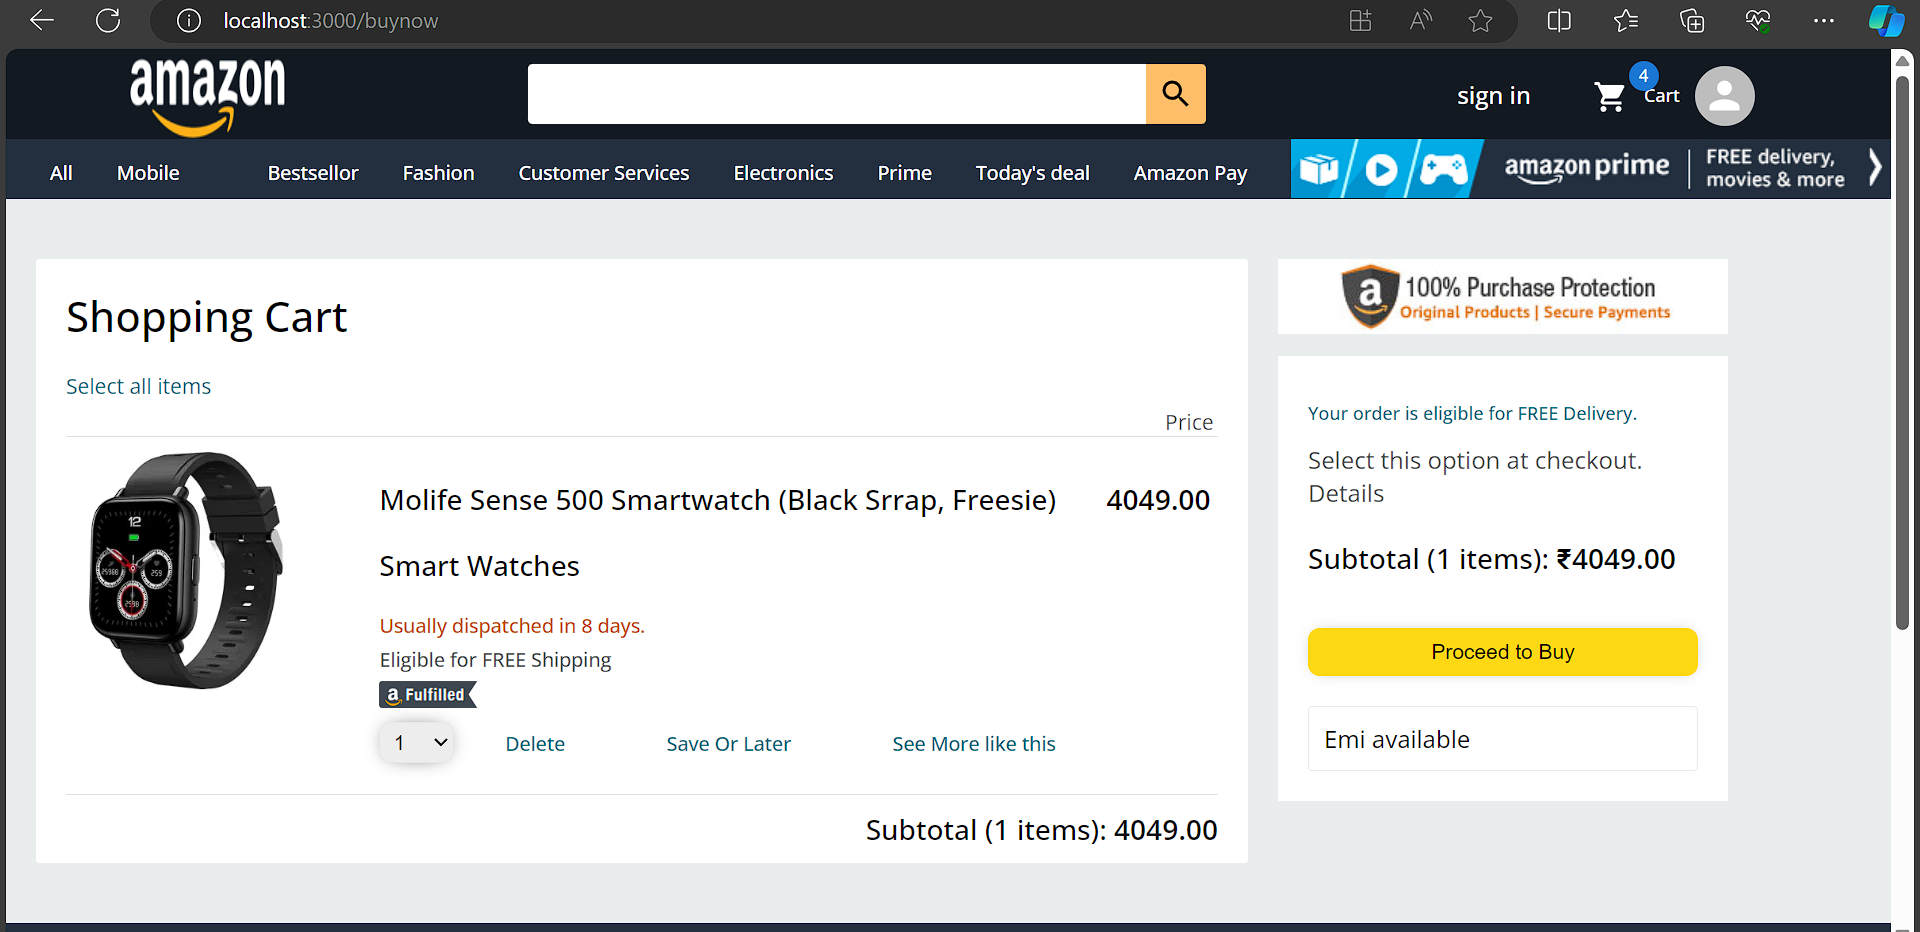 localhost:3000/buynow
amazon
sign in
4
Cart
All Mobile Bestsellor Fashion Customer Services Electronics Prime Today's deal Amazon Pay
amazon prime
FREE delivery,
movies & more
Shopping Cart
Select all items
Price
12
Molife Sense 500 Smartwatch (Black Srrap, Freesie) 4049.00
Smart Watches
Usually dispatched in 8 days.
Eligible for FREE Shipping
a Fulfilled
1 Delete Save Or Later See More like this
Subtotal (1 items): 4049.00
a 100% Purchase Protection
Original Products | Secure Payments
Your order is eligible for FREE Delivery.
Select this option at checkout.
Details
Subtotal (1 items): ₹4049.00
Proceed to Buy
Emi available